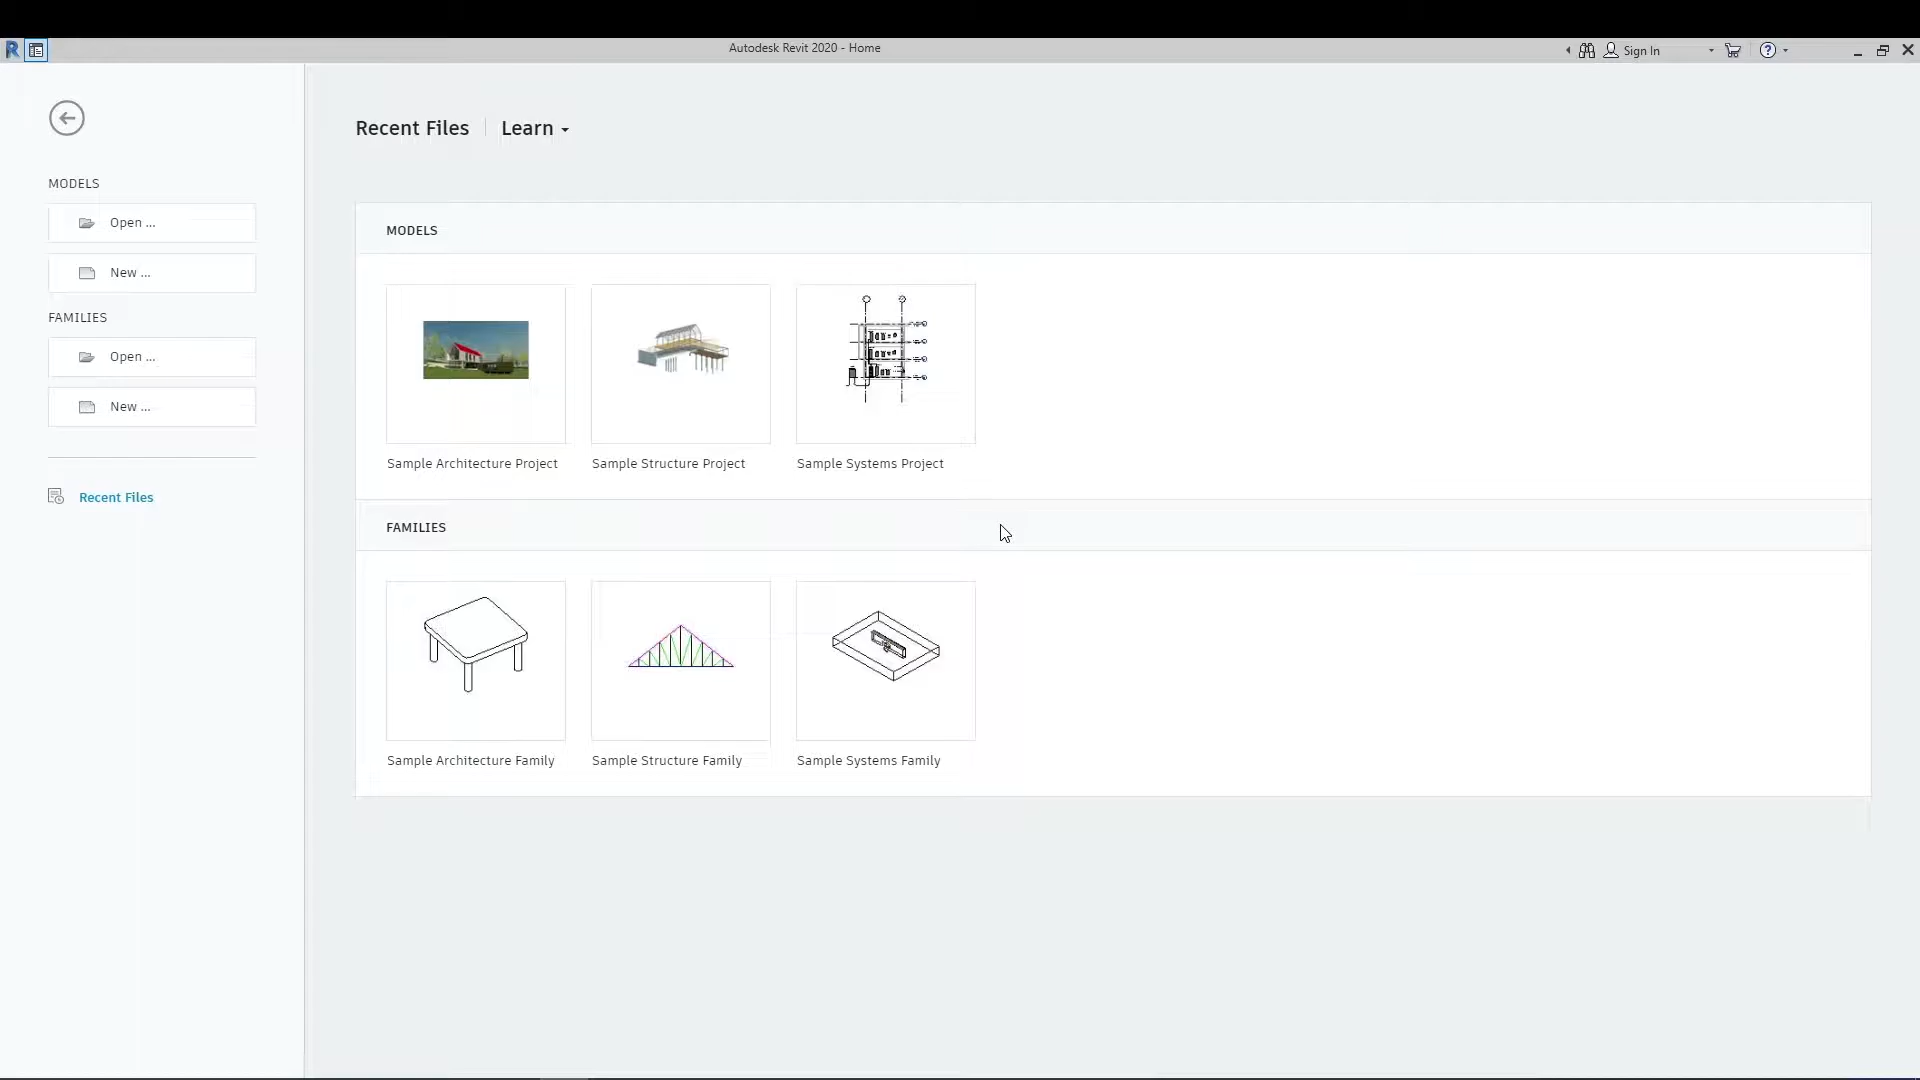 Autodesk Revit 2020 - Home
Sign In
Recent Files
Learn
MODELS
Open ...
New ...
FAMILIES
Open ...
New ...
Recent Files
MODELS
Sample Architecture Project
Sample Structure Project
Sample Systems Project
FAMILIES
Sample Architecture Family
Sample Structure Family
Sample Systems Family